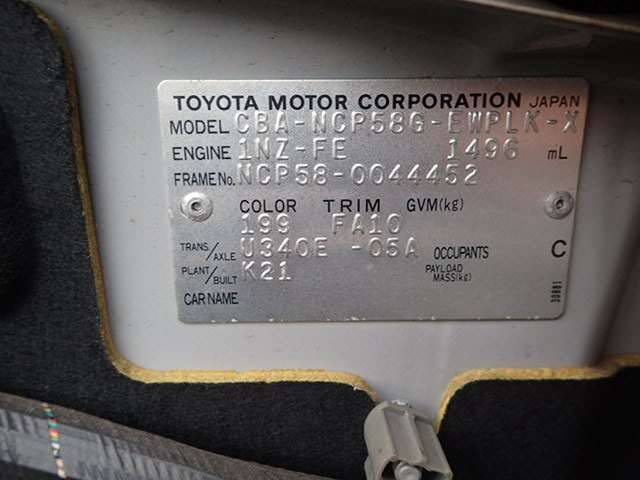 TOYOTA MOTOR CORPORATION JAPAN
MODEL CBA-NCP58G-EWPLK-X
ENGINE 1NZ-FE 1496 mL
FRAME No. NCP58-0044452
COLOR TRIM GVM(kg)
199 FA10
TRANS/AXLE U340E -05A OCCUPANTS C
PLANT/BUILT K21 PAYLOAD MASS(kg)
CAR NAME
30881